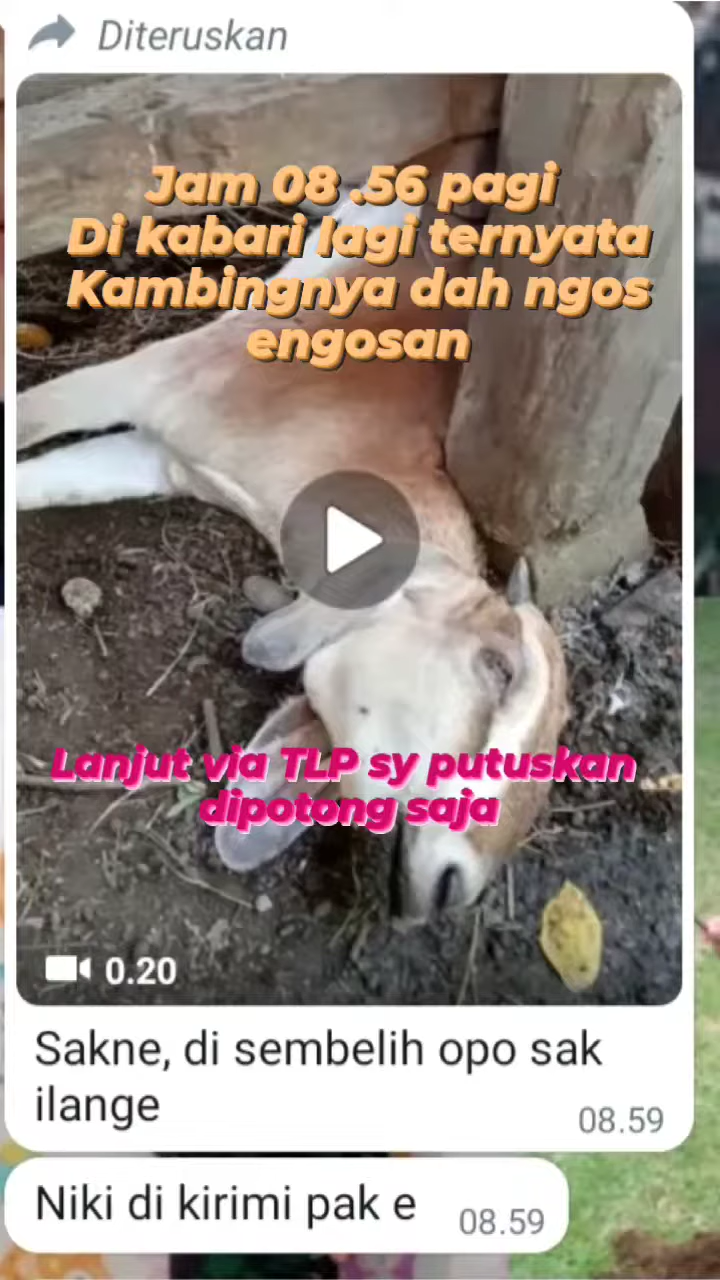 Diteruskan
Jam 08 .56 pagi
Di kabari lagi ternyata
Kambingnya dah ngos
engosan
Lanjut via TLP sy putuskan
dipotong saja
0.20
Sakne, di sembelih opo sak
ilange
08.59
Niki di kirimi pak e
08.59